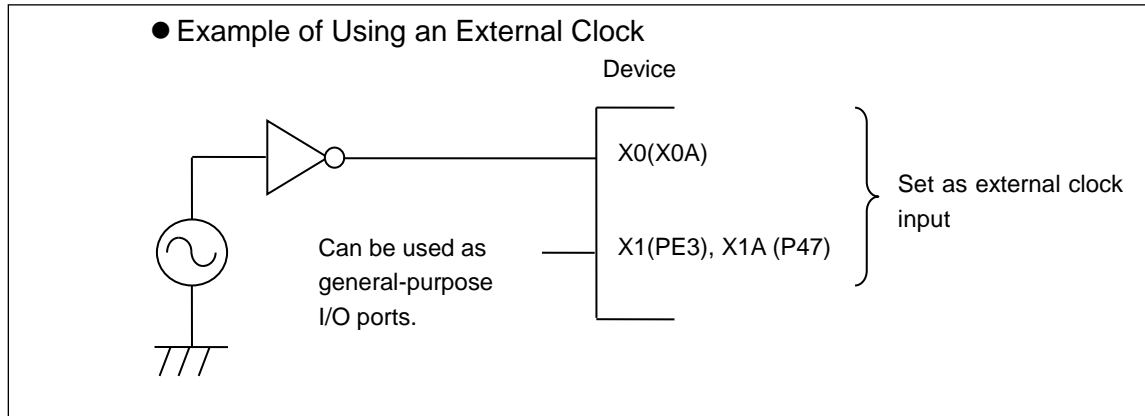 ● Example of Using an External Clock
Device
X0(X0A)
Set as external clock
input
Can be used as
general-purpose
I/O ports.
X1(PE3), X1A (P47)